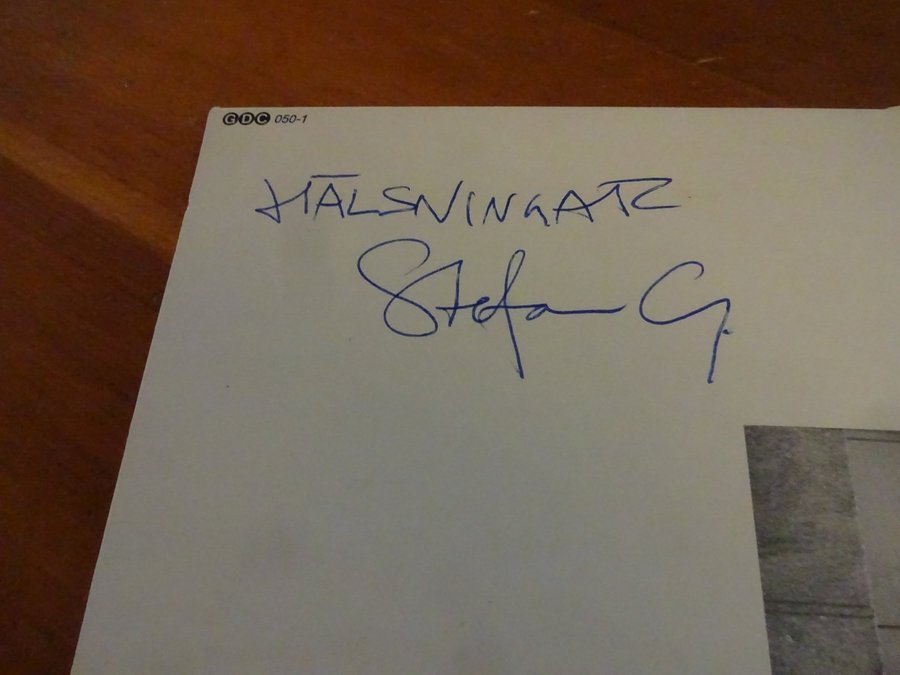 GDC 050-1
HÄLSNINGAR
Stefan G.